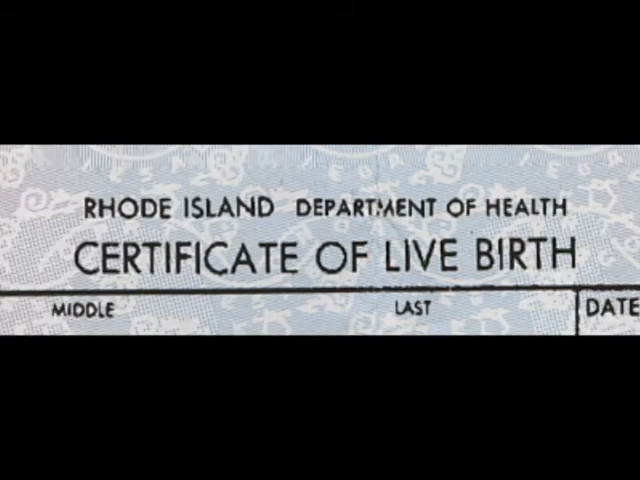 RHODE ISLAND DEPARTMENT OF HEALTH
CERTIFICATE OF LIVE BIRTH
MIDDLE LAST DATE